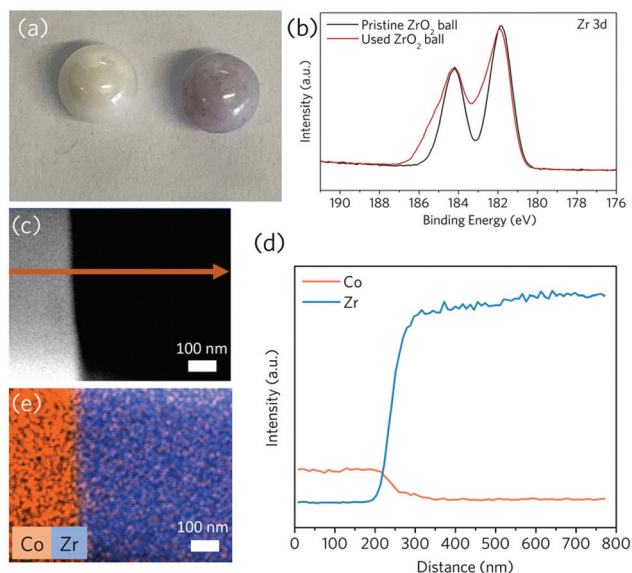 (a)
(b)
Pristine ZrO₂ ball
Used ZrO₂ ball
Zr 3d
Intensity (a.u.)
190 188 186 184 182 180 178 176
Binding Energy (eV)
(c)
100 nm
(d)
Co
Zr
Intensity (a.u.)
0 100 200 300 400 500 600 700 800
Distance (nm)
(e)
Co Zr
100 nm